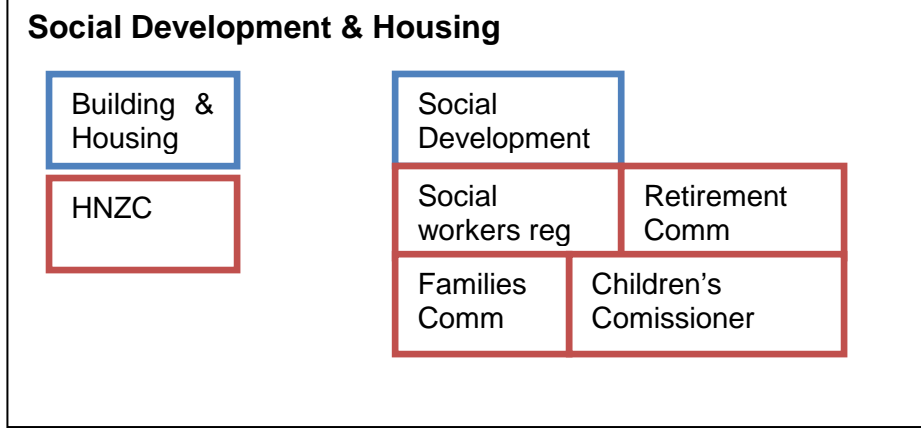 Social Development & Housing
Building &
Housing
HNZC
Social
Development
Social
workers reg
Retirement
Comm
Families
Comm
Children’s
Comissioner